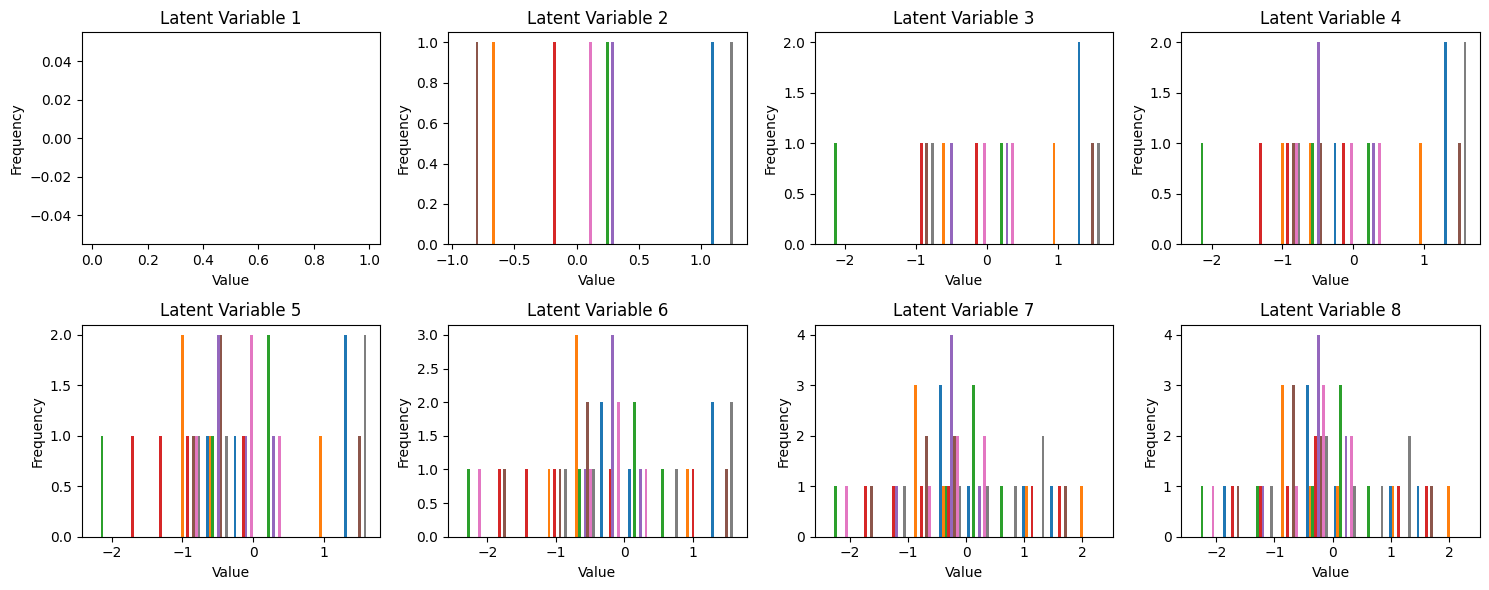 Latent Variable 1
Frequency
0.04
0.02
0.00
−0.02
−0.04
0.0 0.2 0.4 0.6 0.8 1.0
Value
Latent Variable 2
Frequency
1.0
0.8
0.6
0.4
0.2
0.0
−1.0 −0.5 0.0 0.5 1.0
Value
Latent Variable 3
Frequency
2.0
1.5
1.0
0.5
0.0
−2 −1 0 1
Value
Latent Variable 4
Frequency
2.0
1.5
1.0
0.5
0.0
−2 −1 0 1
Value
Latent Variable 5
Frequency
2.0
1.5
1.0
0.5
0.0
−2 −1 0 1
Value
Latent Variable 6
Frequency
3.0
2.5
2.0
1.5
1.0
0.5
0.0
−2 −1 0 1
Value
Latent Variable 7
Frequency
4
3
2
1
0
−2 −1 0 1 2
Value
Latent Variable 8
Frequency
4
3
2
1
0
−2 −1 0 1 2
Value